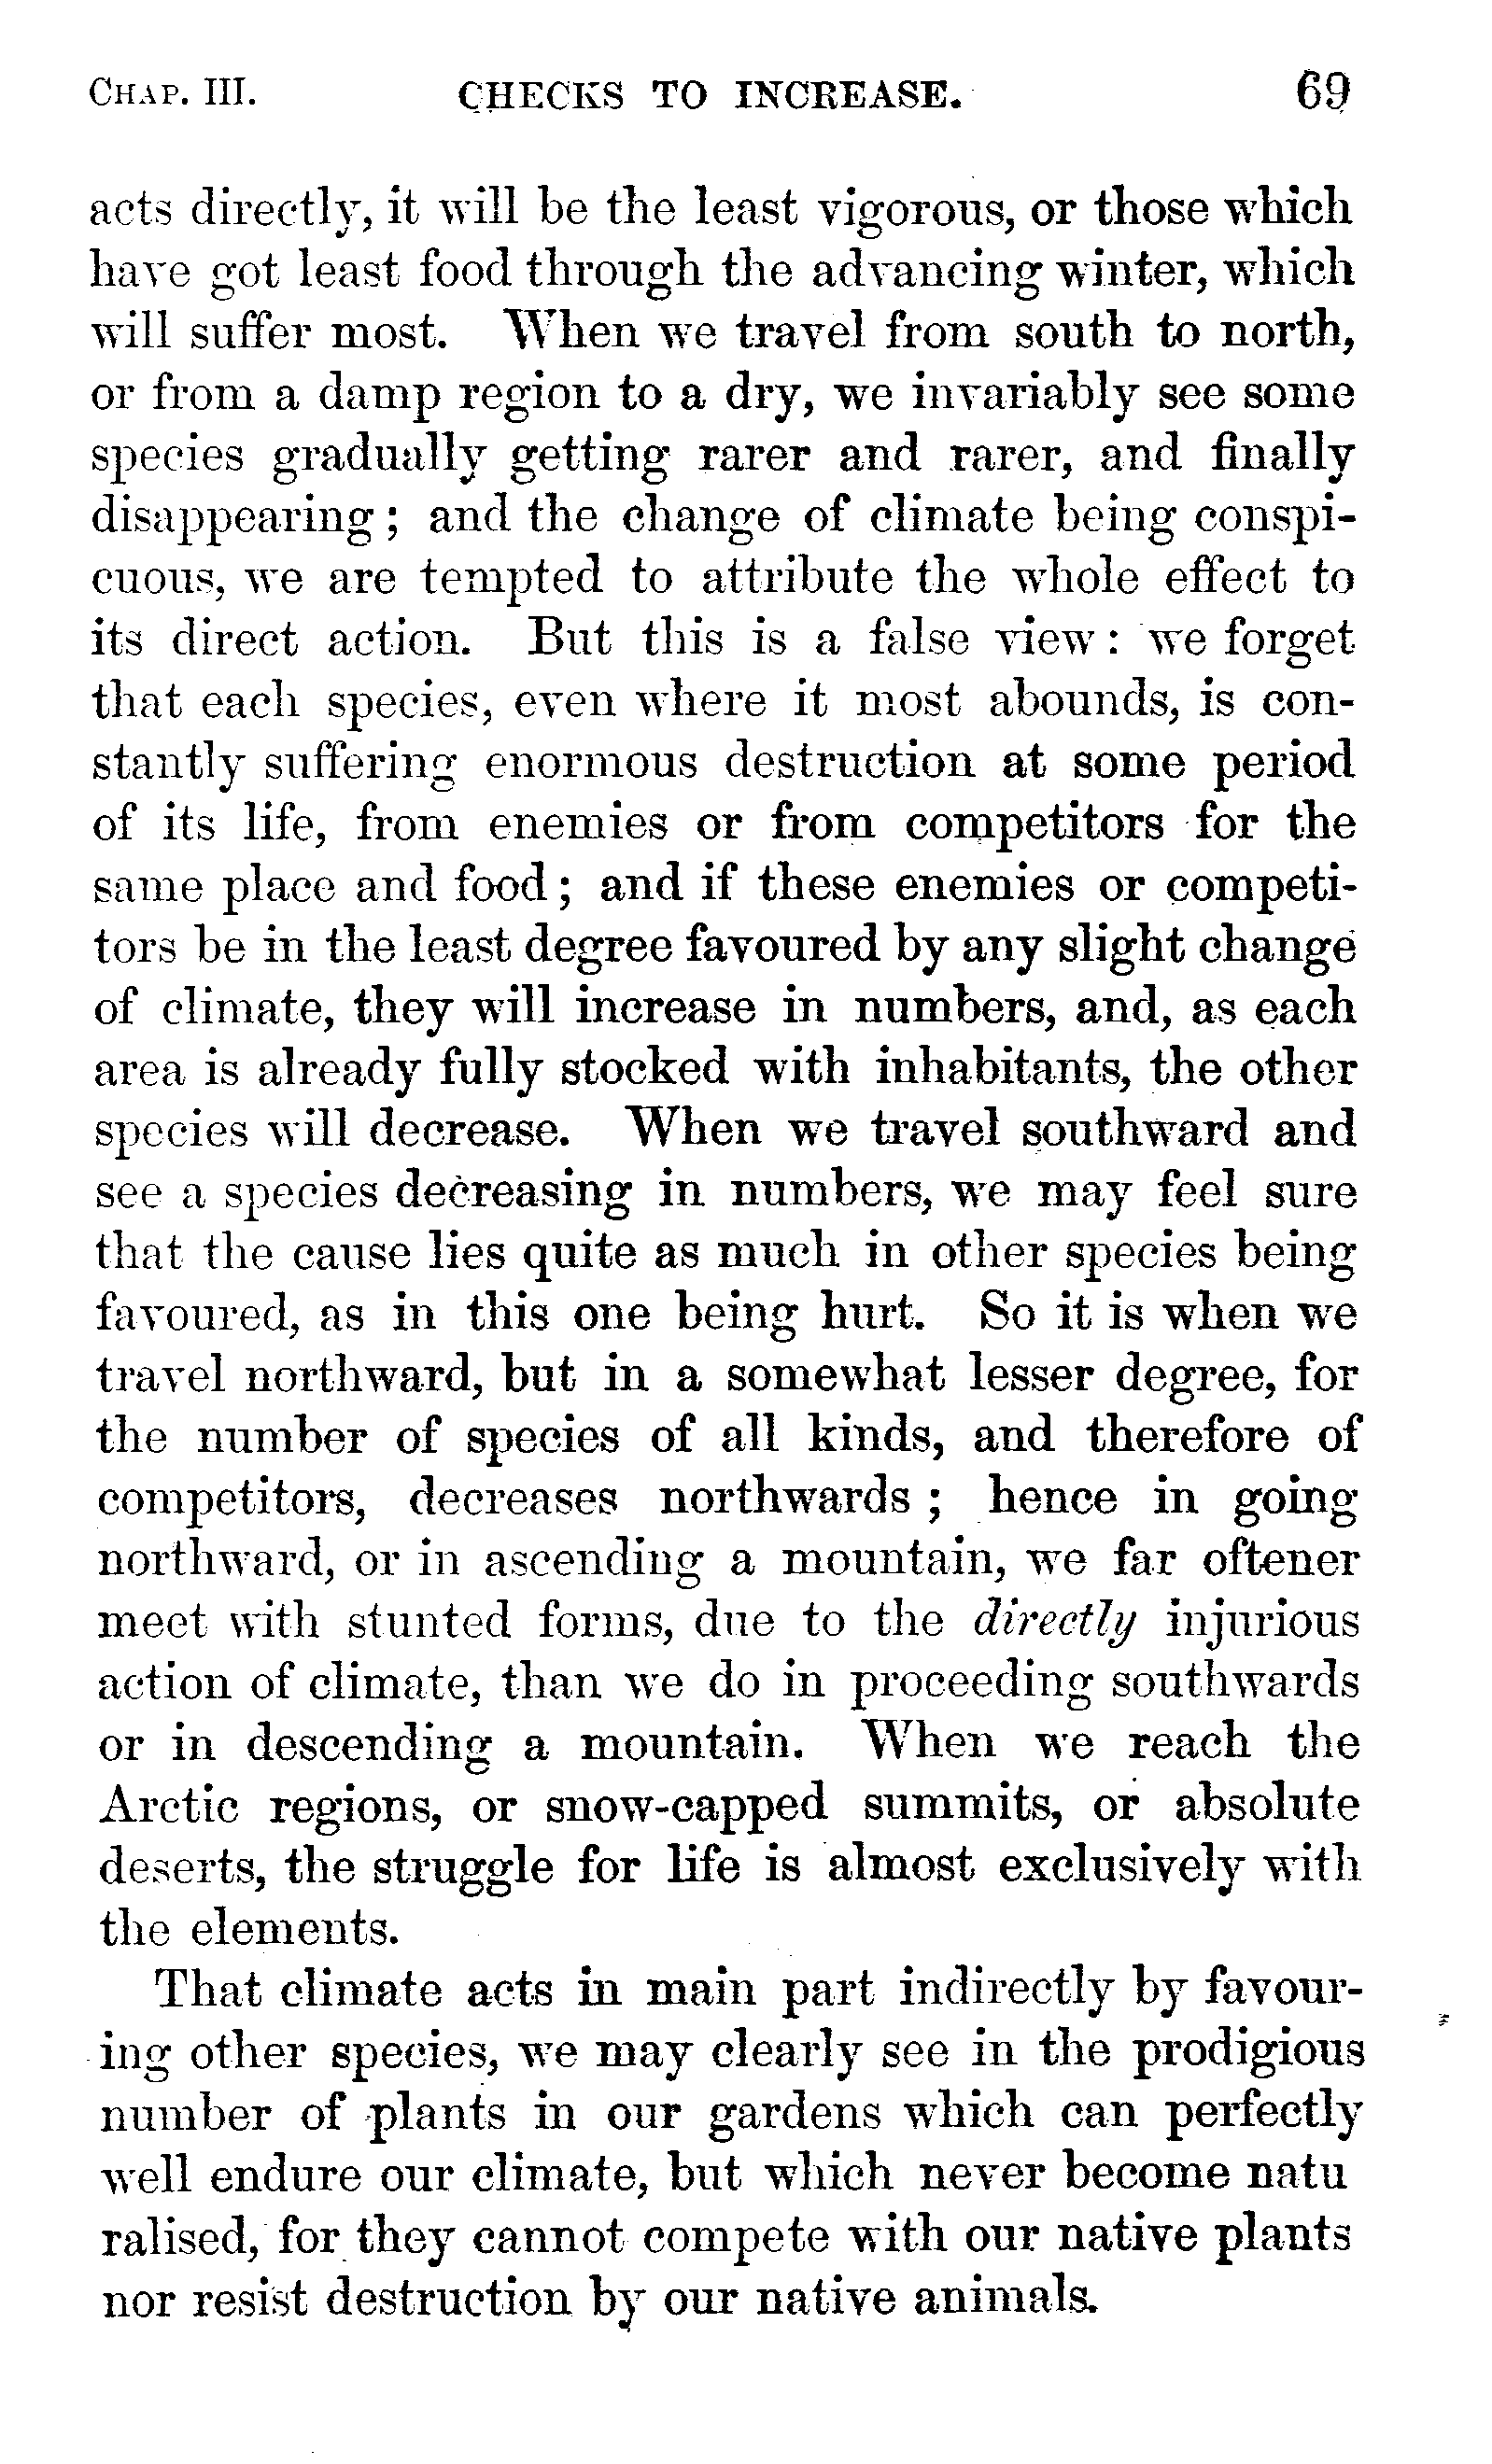 CHAP. III. CHECKS TO INCREASE. 69
acts directly, it will be the least vigorous, or those which
have got least food through the advancing winter, which
will suffer most. When we travel from south to north,
or from a damp region to a dry, we invariably see some
species gradually getting rarer and rarer, and finally
disappearing; and the change of climate being conspi-
cuous, we are tempted to attribute the whole effect to
its direct action. But this is a false view: we forget
that each species, even where it most abounds, is con-
stantly suffering enormous destruction at some period
of its life, from enemies or from competitors for the
same place and food; and if these enemies or competi-
tors be in the least degree favoured by any slight change
of climate, they will increase in numbers, and, as each
area is already fully stocked with inhabitants, the other
species will decrease. When we travel southward and
see a species decreasing in numbers, we may feel sure
that the cause lies quite as much in other species being
favoured, as in this one being hurt. So it is when we
travel northward, but in a somewhat lesser degree, for
the number of species of all kinds, and therefore of
competitors, decreases northwards; hence in going
northward, or in ascending a mountain, we far oftener
meet with stunted forms, due to the directly injurious
action of climate, than we do in proceeding southwards
or in descending a mountain. When we reach the
Arctic regions, or snow-capped summits, or absolute
deserts, the struggle for life is almost exclusively with
the elements.
That climate acts in main part indirectly by favour-
ing other species, we may clearly see in the prodigious
number of plants in our gardens which can perfectly
well endure our climate, but which never become natu
ralised, for they cannot compete with our native plants
nor resist destruction by our native animals.